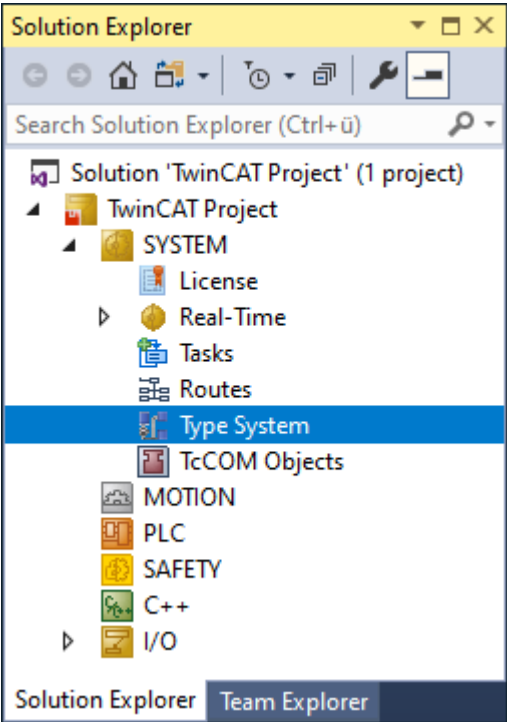 Solution Explorer
Search Solution Explorer (Ctrl+ü)
Solution 'TwinCAT Project' (1 project)
TwinCAT Project
SYSTEM
License
Real-Time
Tasks
Routes
Type System
TcCOM Objects
MOTION
PLC
SAFETY
C++
I/O
Solution Explorer Team Explorer